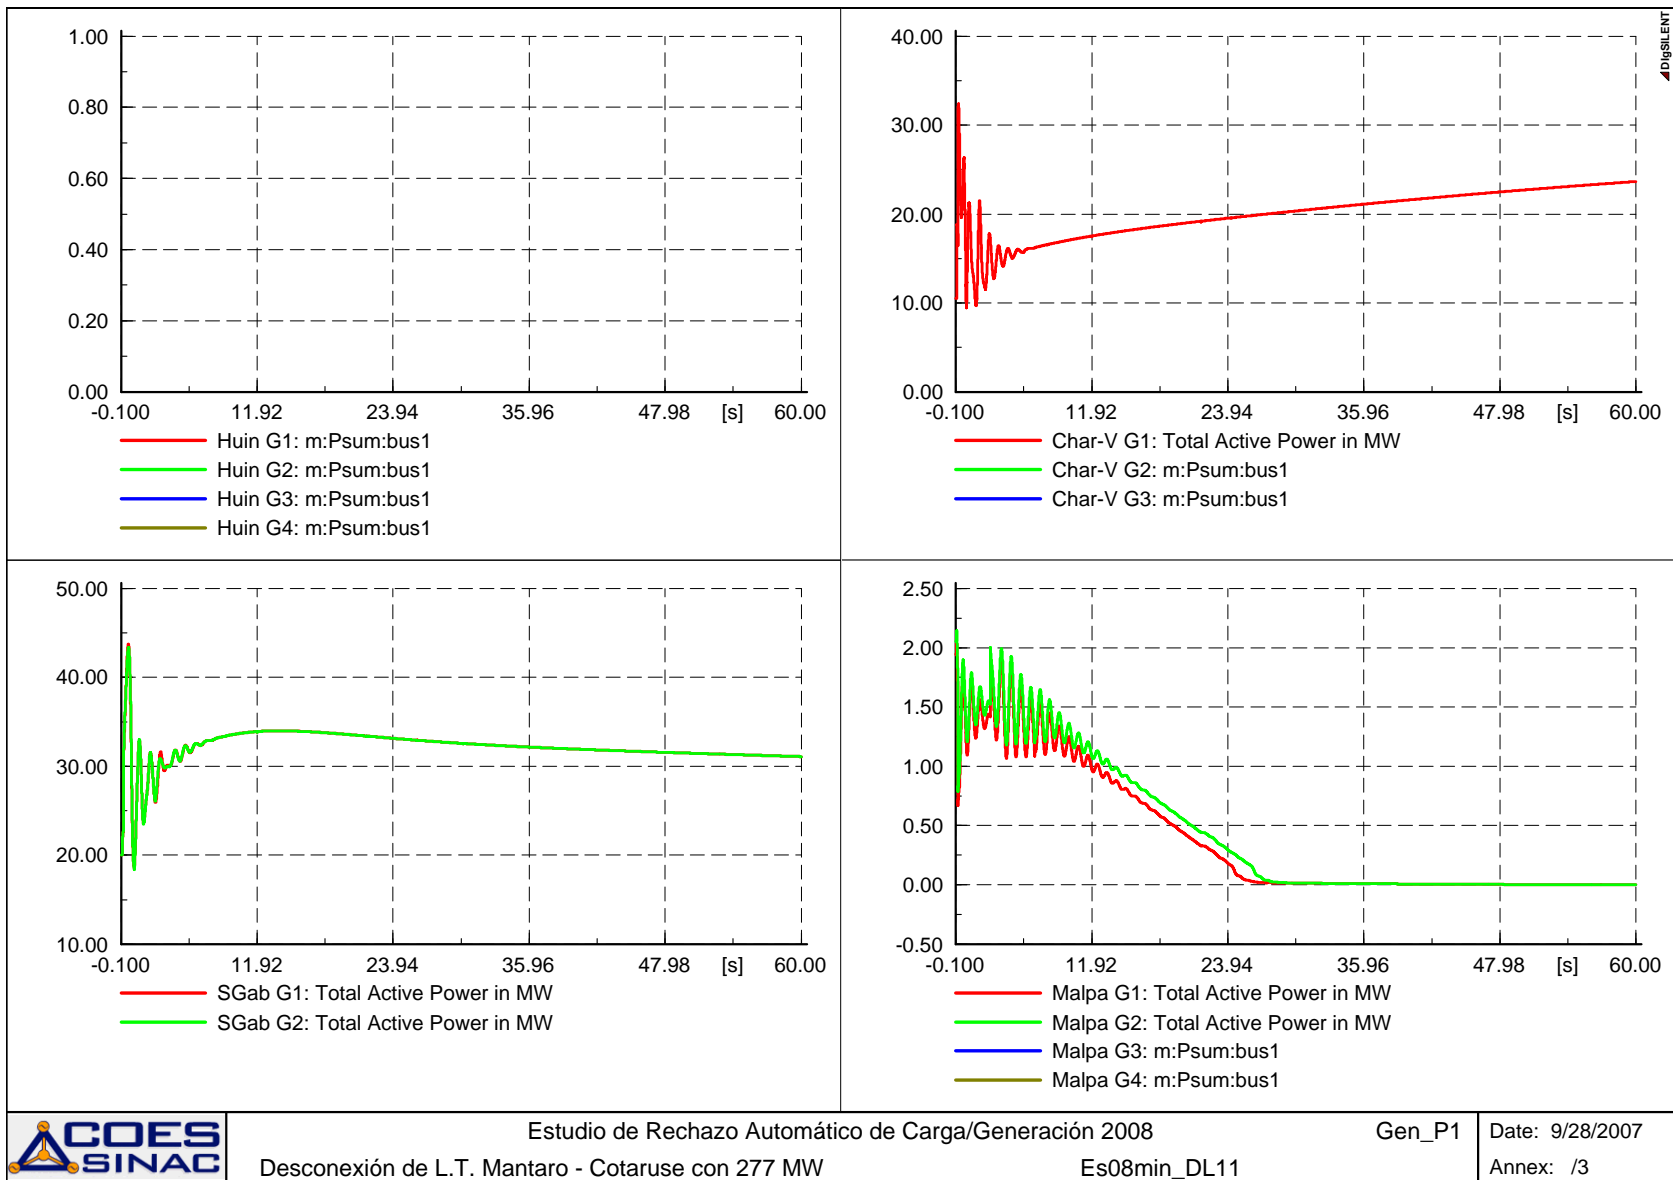 1.00
0.80
0.60
0.40
0.20
0.00
-0.100 11.92 23.94 35.96 47.98 [s] 60.00
Huin G1: m:Psum:bus1
Huin G2: m:Psum:bus1
Huin G3: m:Psum:bus1
Huin G4: m:Psum:bus1
40.00
30.00
20.00
10.00
0.00
-0.100 11.92 23.94 35.96 47.98 [s] 60.00
Char-V G1: Total Active Power in MW
Char-V G2: m:Psum:bus1
Char-V G3: m:Psum:bus1
DIgSILENT
50.00
40.00
30.00
20.00
10.00
-0.100 11.92 23.94 35.96 47.98 [s] 60.00
SGab G1: Total Active Power in MW
SGab G2: Total Active Power in MW
2.50
2.00
1.50
1.00
0.50
0.00
-0.50
-0.100 11.92 23.94 35.96 47.98 [s] 60.00
Malpa G1: Total Active Power in MW
Malpa G2: Total Active Power in MW
Malpa G3: m:Psum:bus1
Malpa G4: m:Psum:bus1
COES
SINAC
Estudio de Rechazo Automático de Carga/Generación 2008 Gen_P1
Desconexión de L.T. Mantaro - Cotaruse con 277 MW Es08min_DL11
Date: 9/28/2007
Annex: /3